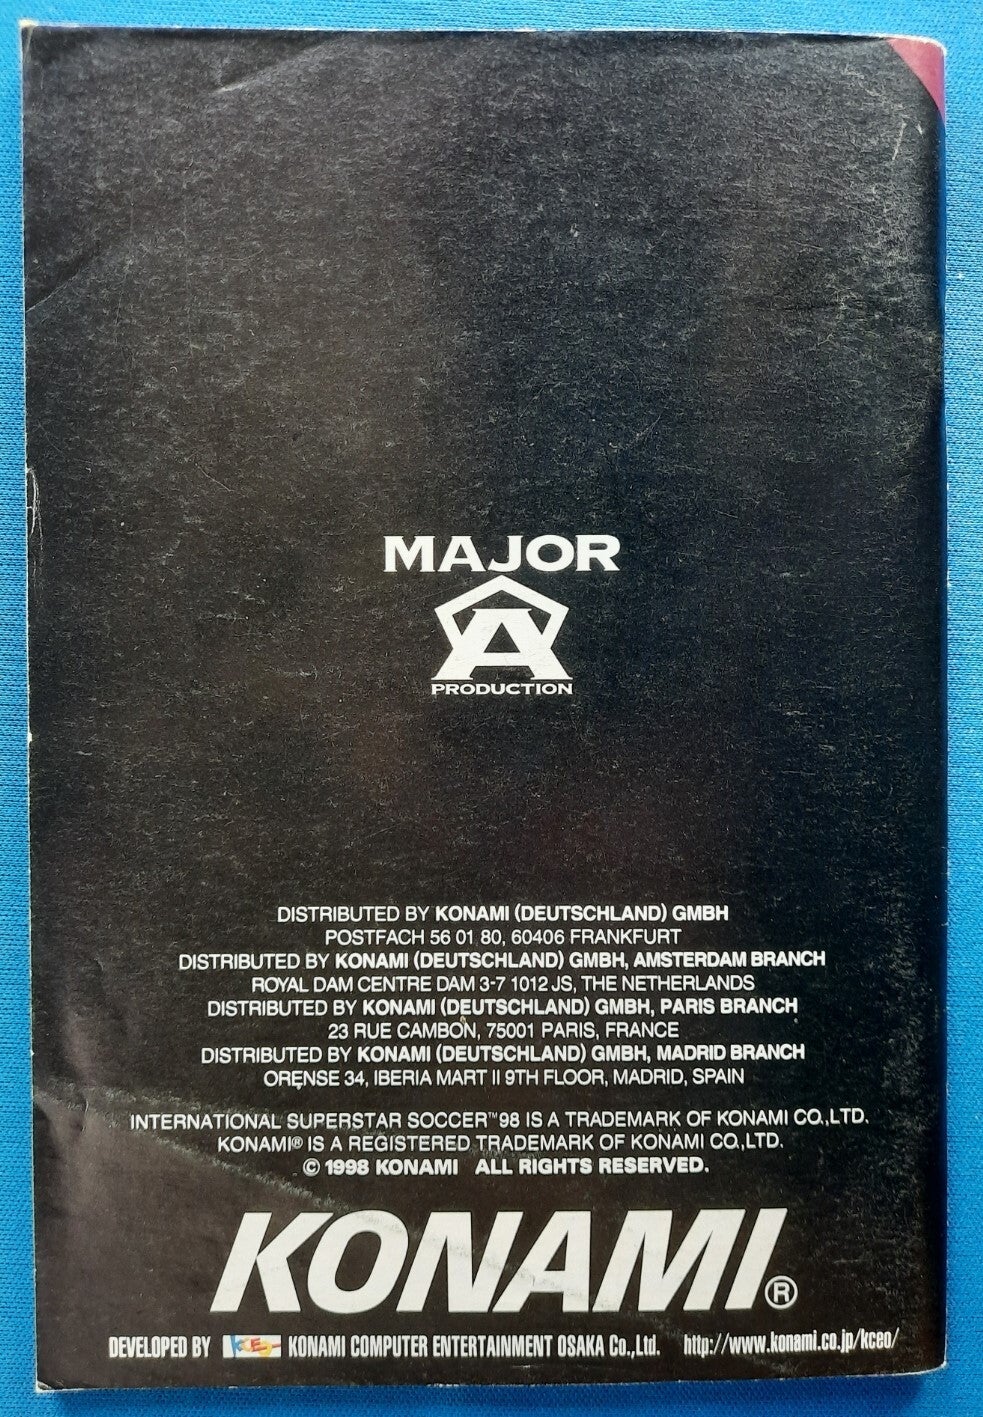 MAJOR
A
PRODUCTION
DISTRIBUTED BY KONAMI (DEUTSCHLAND) GMBH
POSTFACH 56 01 80, 60406 FRANKFURT
DISTRIBUTED BY KONAMI (DEUTSCHLAND) GMBH, AMSTERDAM BRANCH
ROYAL DAM CENTRE DAM 3-7 1012 JS, THE NETHERLANDS
DISTRIBUTED BY KONAMI (DEUTSCHLAND) GMBH, PARIS BRANCH
23 RUE CAMBON, 75001 PARIS, FRANCE
DISTRIBUTED BY KONAMI (DEUTSCHLAND) GMBH, MADRID BRANCH
ORENSE 34, IBERIA MART II 9TH FLOOR, MADRID, SPAIN
INTERNATIONAL SUPERSTAR SOCCER™98 IS A TRADEMARK OF KONAMI CO.,LTD.
KONAMI® IS A REGISTERED TRADEMARK OF KONAMI CO.,LTD.
© 1998 KONAMI ALL RIGHTS RESERVED.
KONAMI®
DEVELOPED BY KCEO KONAMI COMPUTER ENTERTAINMENT OSAKA Co.,Ltd. http://www.konami.co.jp/kceo/